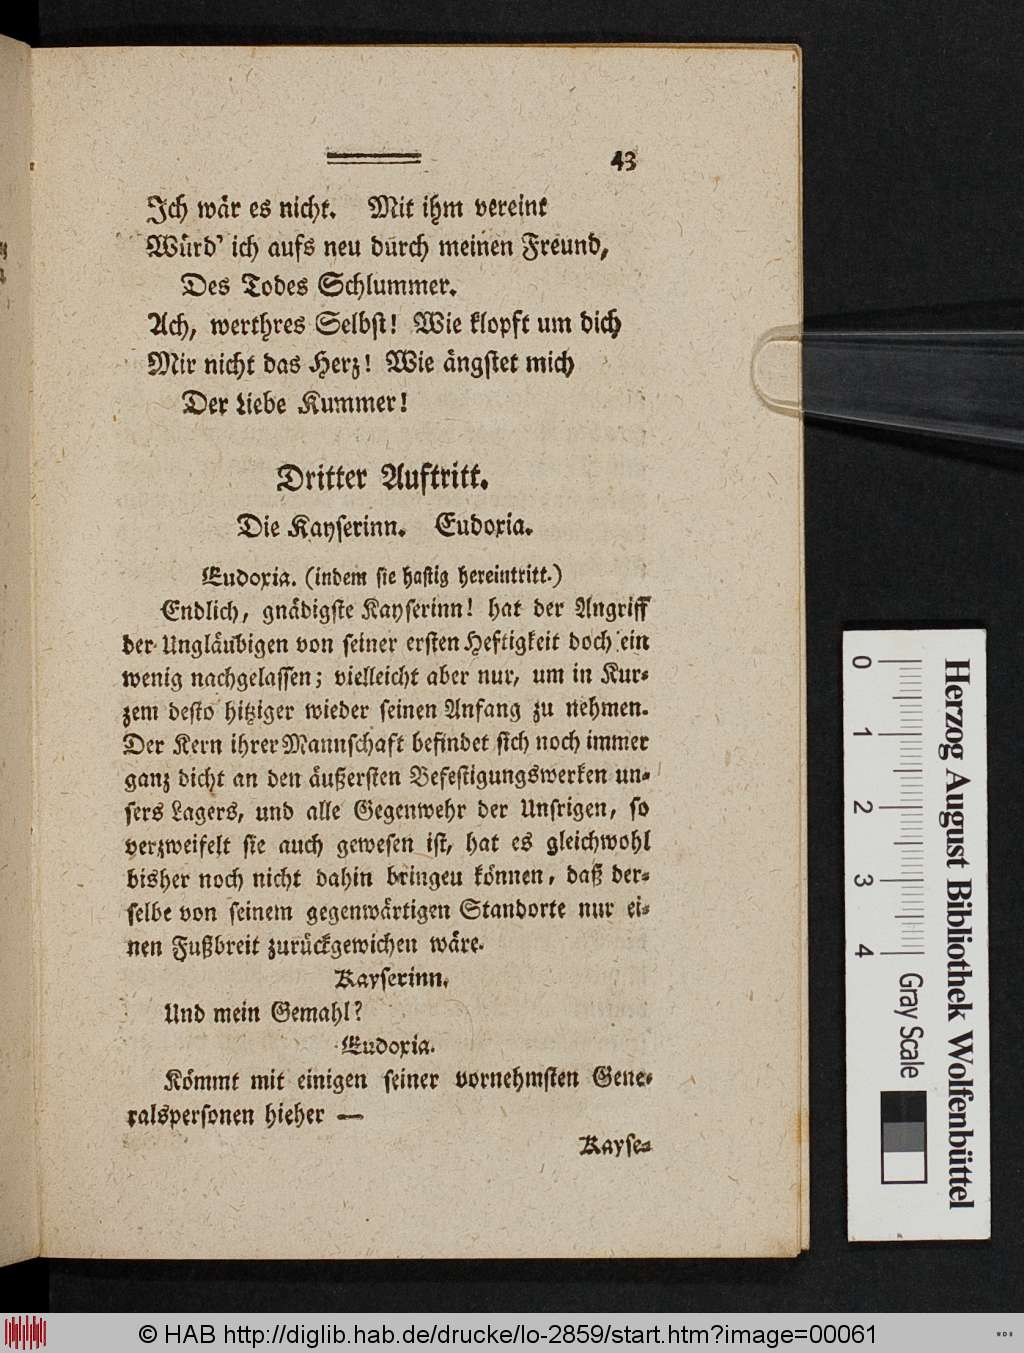 43
Ich wär es nicht. Mit ihm vereint
Würd' ich aufs neu durch meinen Freund,
Des Todes Schlummer.
Ach, werthres Selbst! Wie klopft um dich
Mir nicht das Herz! Wie ängstet mich
Der Liebe Kummer!
Dritter Auftritt.
Die Kayserinn. Eudoxia.
Eudoxia. (indem sie hastig hereintritt.)
Endlich, gnädigste Kayserinn! hat der Angriff
der Ungläubigen von seiner ersten Heftigkeit doch ein
wenig nachgelassen; vielleicht aber nur, um in Kur-
zem desto hitziger wieder seinen Anfang zu nehmen.
Der Kern ihrer Mannschaft befindet sich noch immer
ganz dicht an den äußersten Befestigungswerken un-
sers Lagers, und alle Gegenwehr der Unsrigen, so
verzweifelt sie auch gewesen ist, hat es gleichwohl
bisher noch nicht dahin bringeu können, daß der-
selbe von seinem gegenwärtigen Standorte nur ei-
nen Fußbreit zurückgewichen wäre.
Kayserinn.
Und mein Gemahl?
Eudoxia.
Kömmt mit einigen seiner vornehmsten Gene-
ralspersonen hieher —
Kayse-
0 1 2 3 4 Gray Scale
Herzog August Bibliothek Wolfenbüttel
© HAB http://diglib.hab.de/drucke/lo-2859/start.htm?image=00061